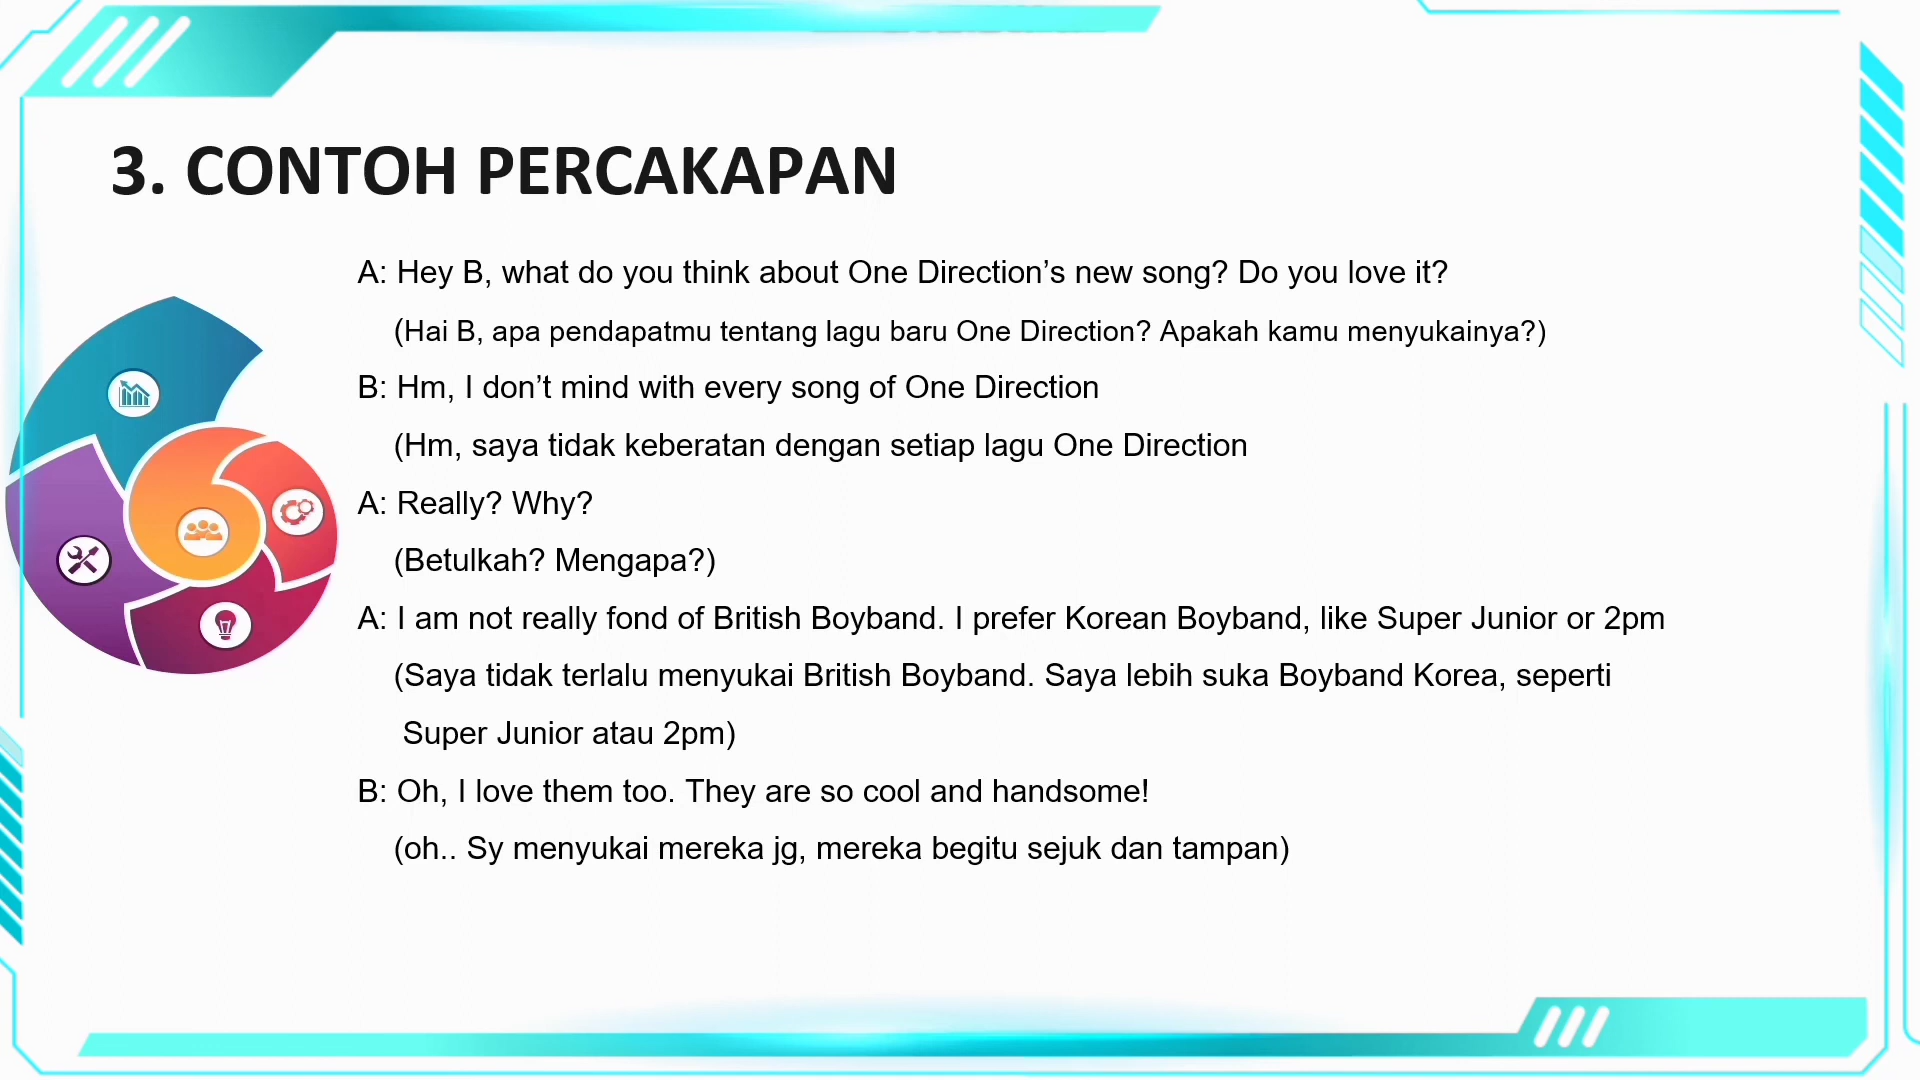 3. CONTOH PERCAKAPAN
A: Hey B, what do you think about One Direction’s new song? Do you love it?
(Hai B, apa pendapatmu tentang lagu baru One Direction? Apakah kamu menyukainya?)
B: Hm, I don’t mind with every song of One Direction
(Hm, saya tidak keberatan dengan setiap lagu One Direction
A: Really? Why?
(Betulkah? Mengapa?)
A: I am not really fond of British Boyband. I prefer Korean Boyband, like Super Junior or 2pm
(Saya tidak terlalu menyukai British Boyband. Saya lebih suka Boyband Korea, seperti
Super Junior atau 2pm)
B: Oh, I love them too. They are so cool and handsome!
(oh.. Sy menyukai mereka jg, mereka begitu sejuk dan tampan)